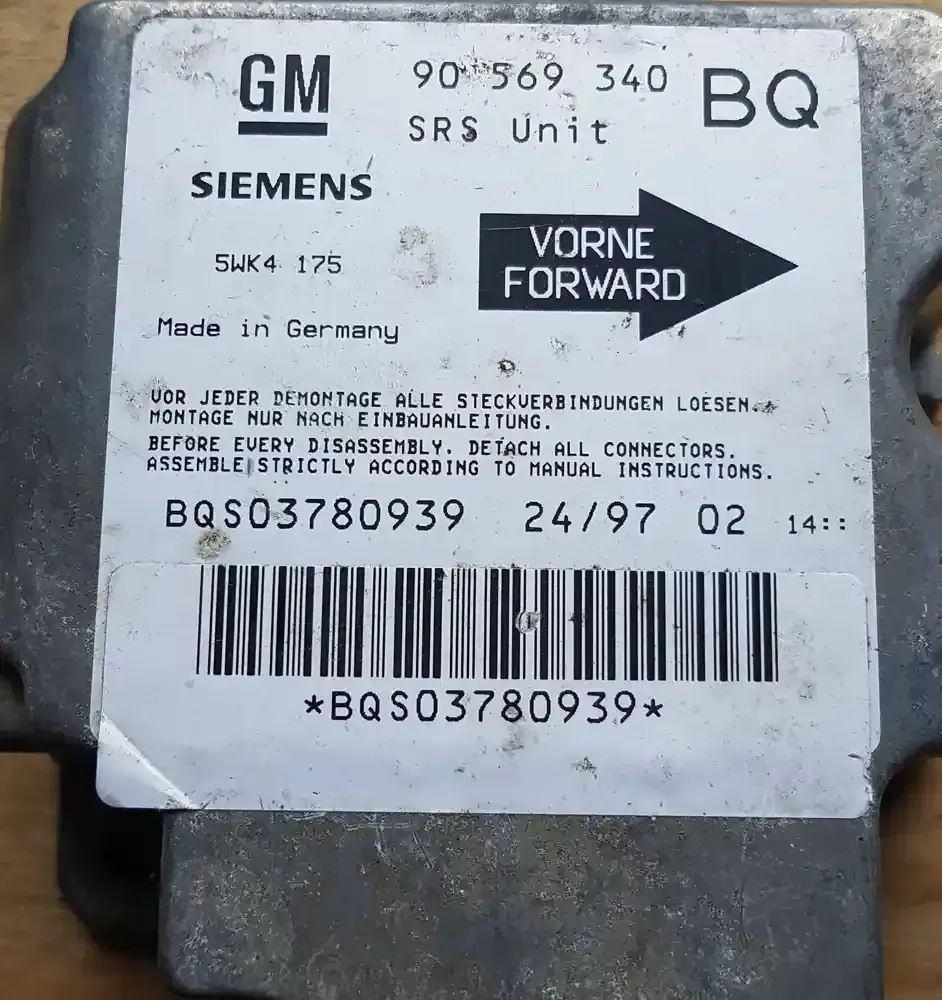 GM
90 569 340 BQ
SRS Unit
SIEMENS
VORNE
FORWARD
5WK4 175
Made in Germany
VOR JEDER DEMONTAGE ALLE STECKVERBINDUNGEN LOESEN.
MONTAGE NUR NACH EINBAUANLEITUNG.
BEFORE EVERY DISASSEMBLY. DETACH ALL CONNECTORS.
ASSEMBLE STRICTLY ACCORDING TO MANUAL INSTRUCTIONS.
BQS03780939 24/97 02 14::
*BQS03780939*